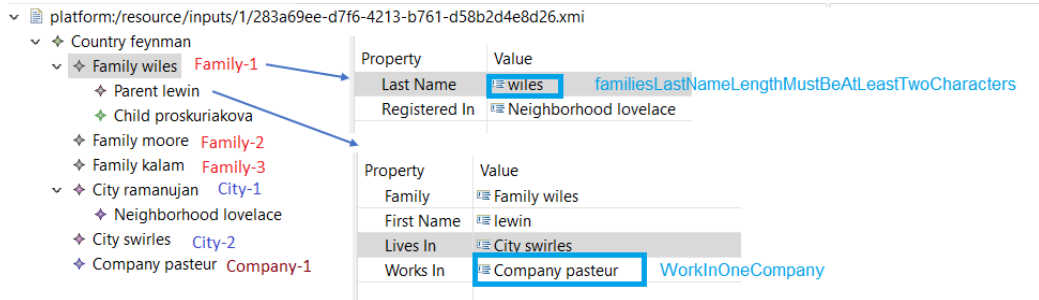 platform:/resource/inputs/1/283a69ee-d7f6-4213-b761-d58b2d4e8d26.xmi
Country feynman
Family wiles Family-1
Parent lewin
Child proskuriakova
Family moore Family-2
Family kalam Family-3
City ramanujan City-1
Neighborhood lovelace
City swirles City-2
Company pasteur Company-1
Property Value
Last Name wiles familiesLastNameLengthMustBeAtLeastTwoCharacters
Registered In Neighborhood lovelace
Property Value
Family Family wiles
First Name lewin
Lives In City swirles
Works In Company pasteur WorkInOneCompany